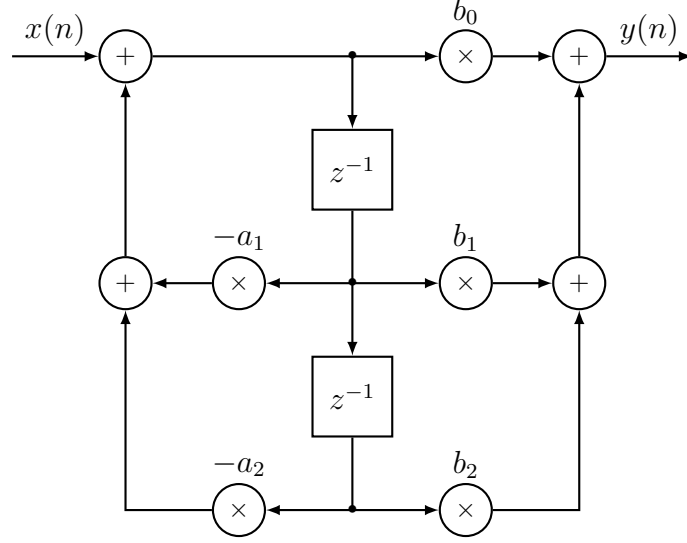 x(n) + b₀ × + y(n)
z⁻¹
+ −a₁ × b₁ × +
z⁻¹
−a₂ × b₂ ×